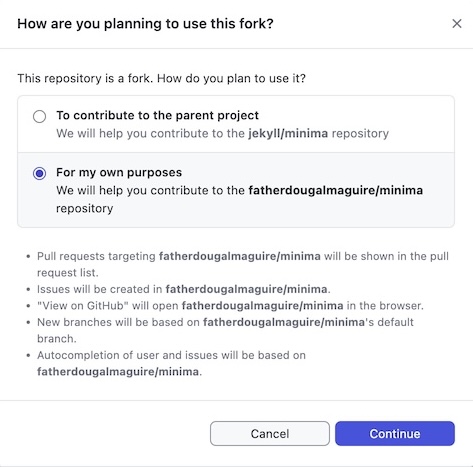 How are you planning to use this fork?
This repository is a fork. How do you plan to use it?
To contribute to the parent project
We will help you contribute to the jekyll/minima repository
For my own purposes
We will help you contribute to the fatherdougalmaguire/minima
repository
• Pull requests targeting fatherdougalmaguire/minima will be shown in the pull
request list.
• Issues will be created in fatherdougalmaguire/minima.
• "View on GitHub" will open fatherdougalmaguire/minima in the browser.
• New branches will be based on fatherdougalmaguire/minima's default
branch.
• Autocompletion of user and issues will be based on
fatherdougalmaguire/minima.
Cancel
Continue